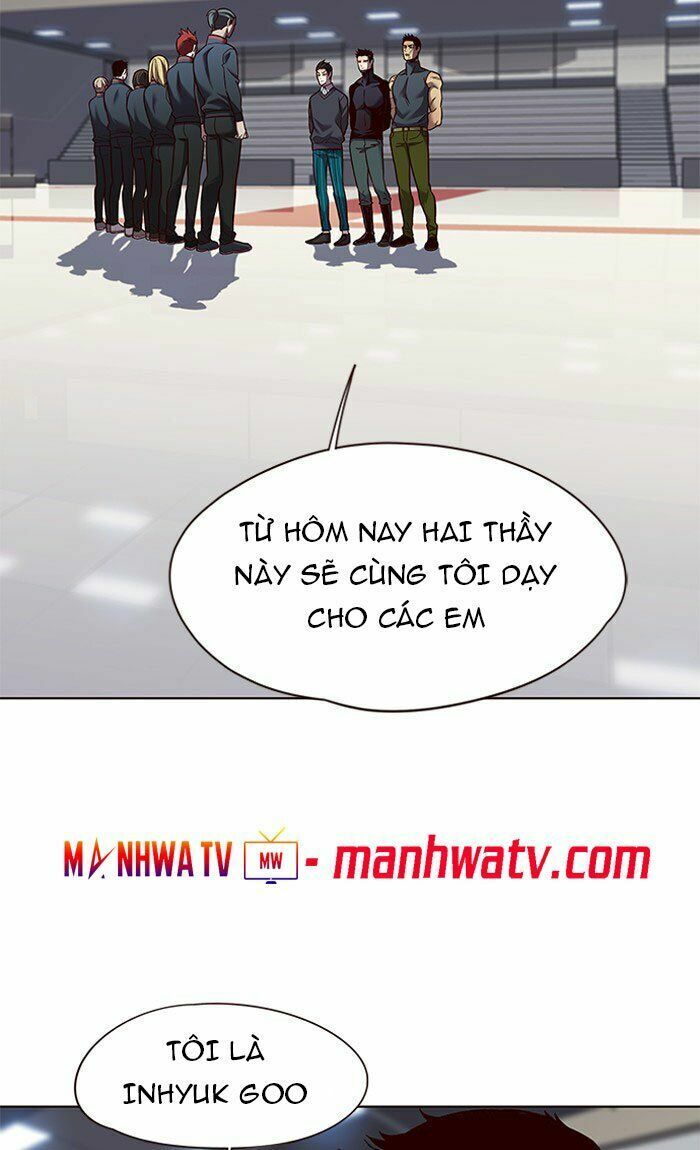 TỪ HÔM NAY HAI THẦY
NÀY SẼ CÙNG TÔI DẠY
CHO CÁC EM
MANHWA TV MW - manhwatv.com
TÔI LÀ
INHYUK GOO